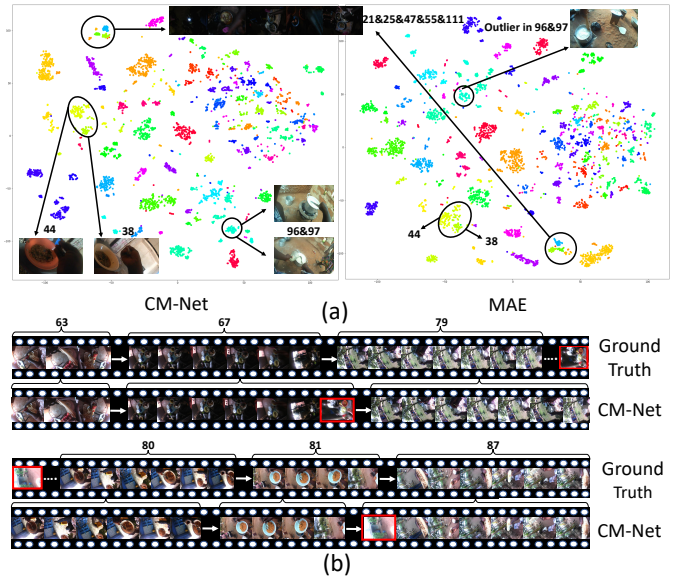 (a)
21&25&47&55&111
Outlier in 96&97
44
38
96&97
44
38
CM-Net
MAE
(a)
63
67
79
Ground
Truth
CM-Net
80
81
87
Ground
Truth
CM-Net
(b)